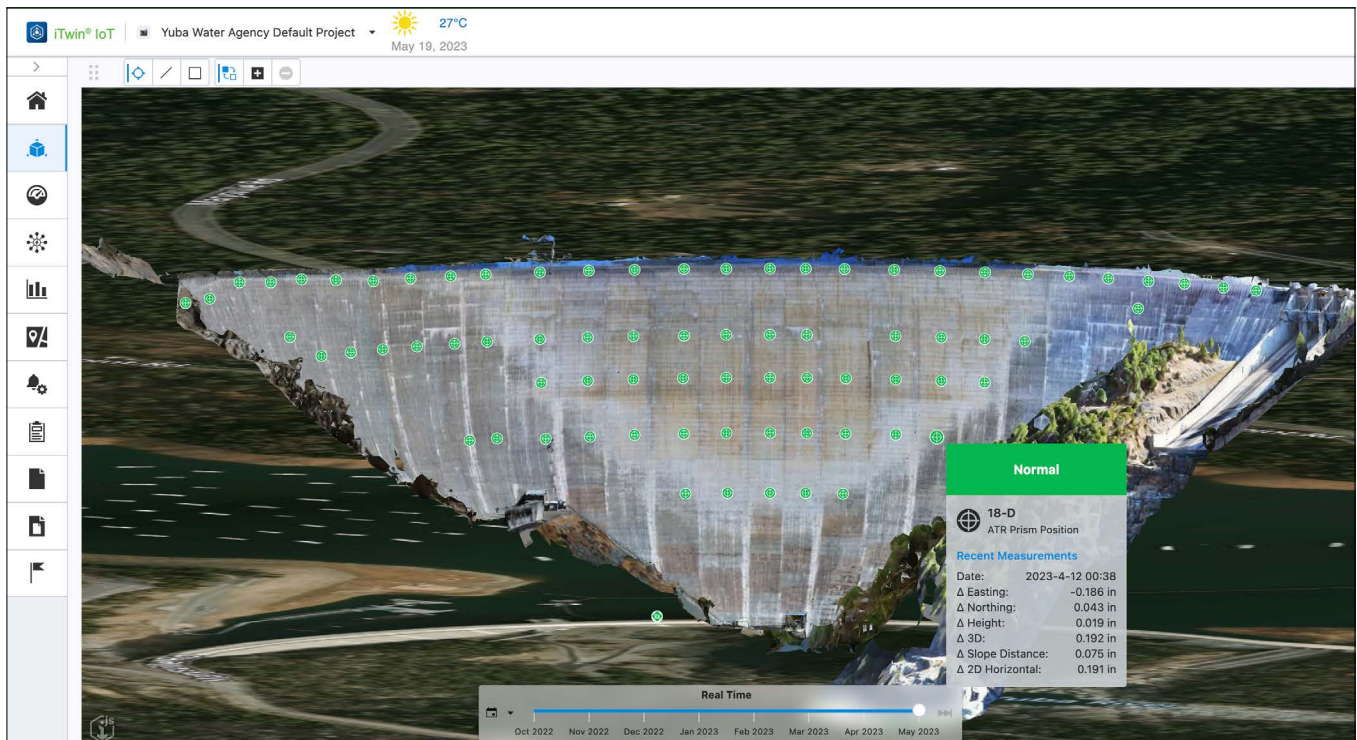 iTwin® IoT
Yuba Water Agency Default Project
27°C
May 19, 2023
Normal
18-D
ATR Prism Position
Recent Measurements
Date: 2023-4-12 00:38
Δ Easting: -0.186 in
Δ Northing: 0.043 in
Δ Height: 0.019 in
Δ 3D: 0.192 in
Δ Slope Distance: 0.075 in
Δ 2D Horizontal: 0.191 in
Real Time
Oct 2022 Nov 2022 Dec 2022 Jan 2023 Feb 2023 Mar 2023 Apr 2023 May 2023
js